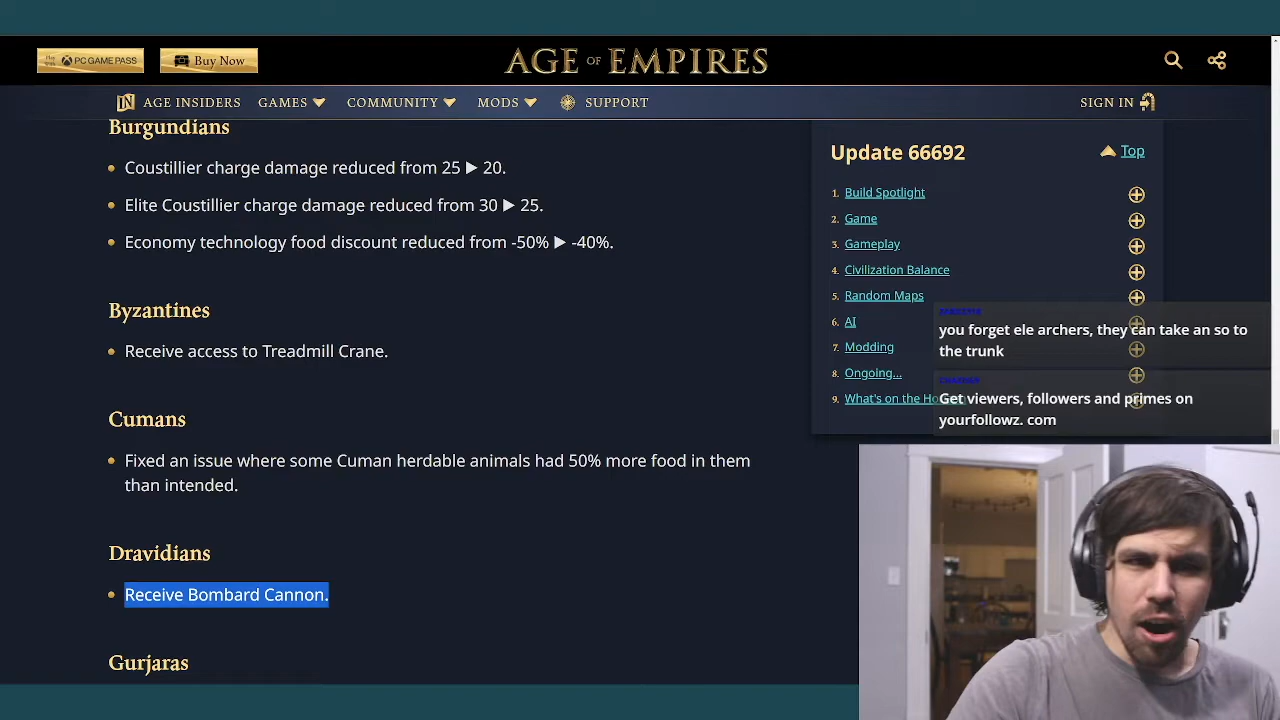 PC GAME PASS
Buy Now
AGE OF EMPIRES
AGE INSIDERS
GAMES
COMMUNITY
MODS
SUPPORT
SIGN IN
Burgundians
Coustillier charge damage reduced from 25 ▶ 20.
Elite Coustillier charge damage reduced from 30 ▶ 25.
Economy technology food discount reduced from -50% ▶ -40%.
Byzantines
Receive access to Treadmill Crane.
Cumans
Fixed an issue where some Cuman herdable animals had 50% more food in them
than intended.
Dravidians
Receive Bombard Cannon.
Gurjaras
Update 66692
Top
1. Build Spotlight
2. Game
3. Gameplay
4. Civilization Balance
5. Random Maps
6. AI
7. Modding
8. Ongoing...
9. What's on the Ho
you forget ele archers, they can take an so to
the trunk
Get viewers, followers and primes on
yourfollowz. com